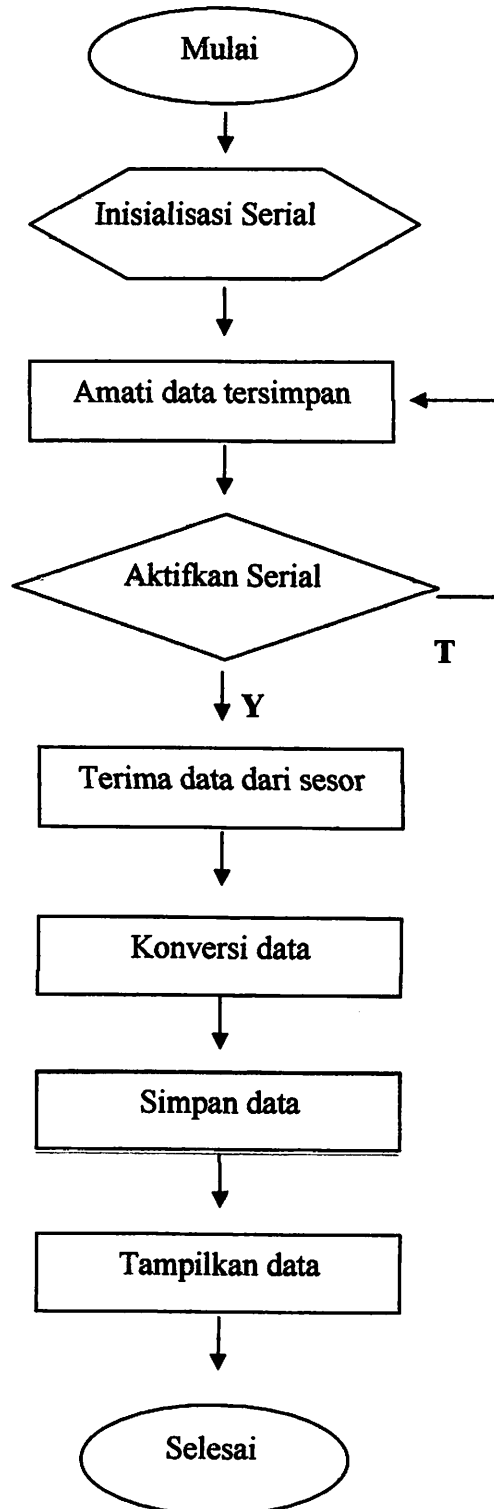 Mulai
Inisialisasi Serial
Amati data tersimpan
Aktifkan Serial
T
Y
Terima data dari sesor
Konversi data
Simpan data
Tampilkan data
Selesai